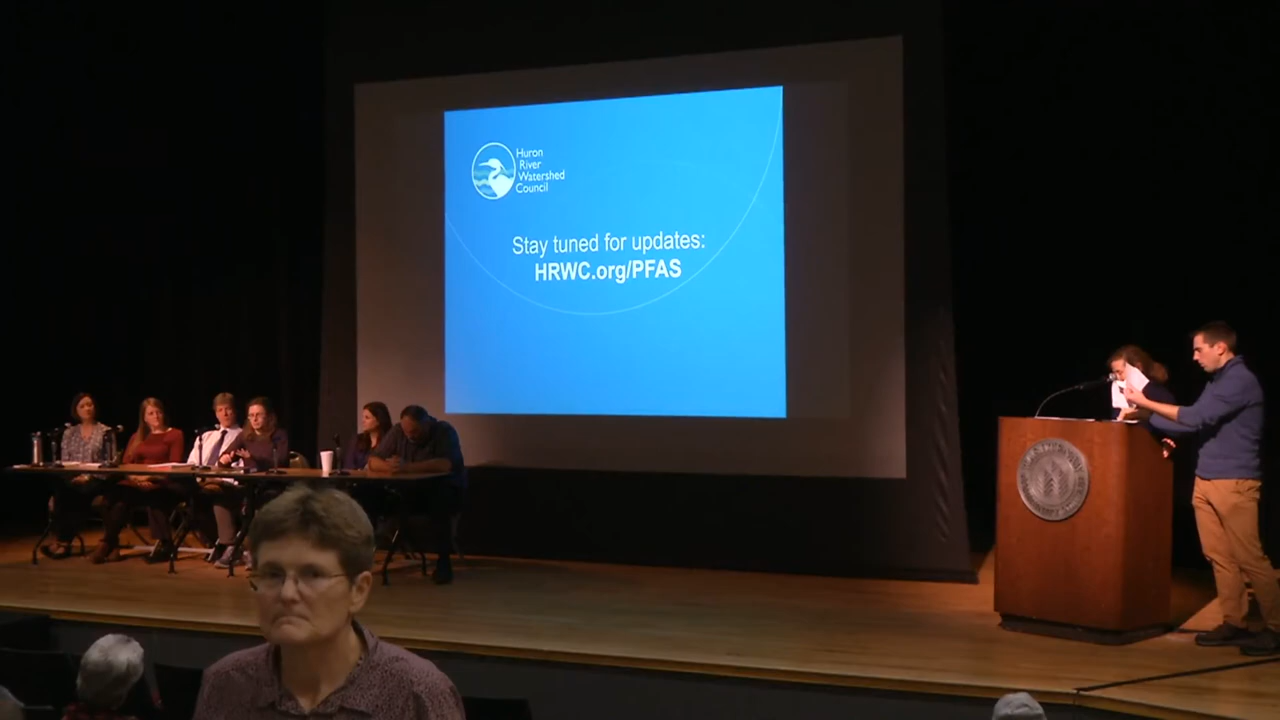 Huron
River
Watershed
Council
Stay tuned for updates:
HRWC.org/PFAS